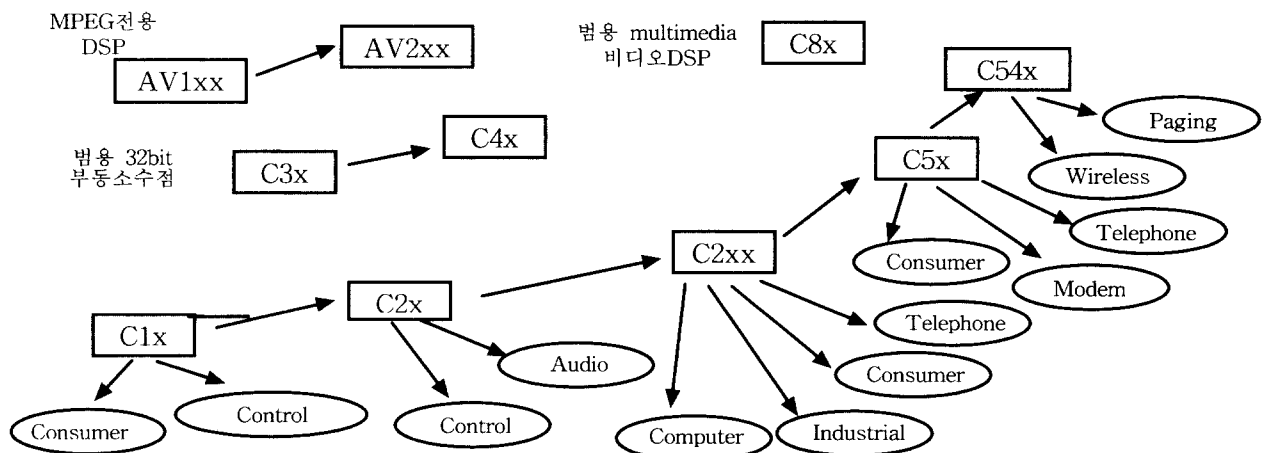 MPEG전용
DSP
AV1xx
AV2xx
범용 multimedia
비디오DSP
C8x
C54x
Paging
Wireless
범용 32bit
부동소수점
C3x
C4x
C5x
Telephone
Consumer
Modem
C2xx
Telephone
Consumer
Computer
Industrial
C2x
Audio
Control
C1x
Consumer
Control